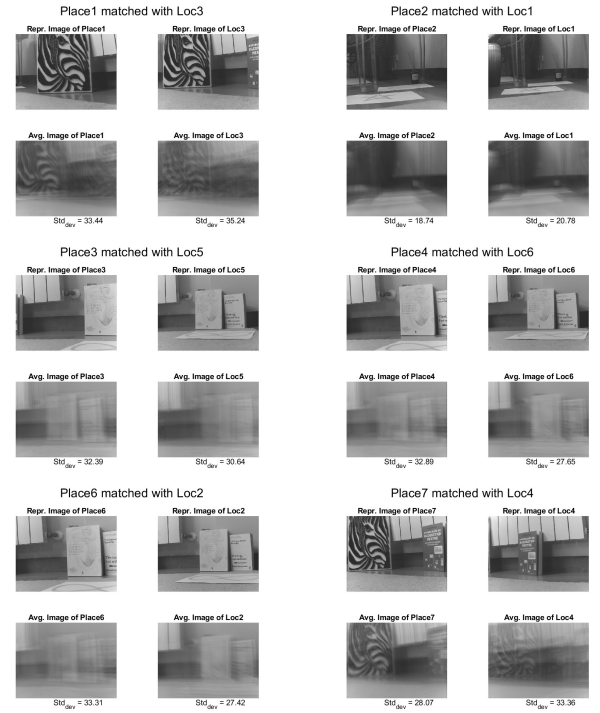 Place1 matched with Loc3
Repr. Image of Place1
Repr. Image of Loc3
Avg. Image of Place1
Avg. Image of Loc3
Std_dev = 33.44
Std_dev = 35.24
Place2 matched with Loc1
Repr. Image of Place2
Repr. Image of Loc1
Avg. Image of Place2
Avg. Image of Loc1
Std_dev = 18.74
Std_dev = 20.78
Place3 matched with Loc5
Repr. Image of Place3
Repr. Image of Loc5
Avg. Image of Place3
Avg. Image of Loc5
Std_dev = 32.39
Std_dev = 30.64
Place4 matched with Loc6
Repr. Image of Place4
Repr. Image of Loc6
Avg. Image of Place4
Avg. Image of Loc6
Std_dev = 32.89
Std_dev = 27.65
Place6 matched with Loc2
Repr. Image of Place6
Repr. Image of Loc2
Avg. Image of Place6
Avg. Image of Loc2
Std_dev = 33.31
Std_dev = 27.42
Place7 matched with Loc4
Repr. Image of Place7
Repr. Image of Loc4
Avg. Image of Place7
Avg. Image of Loc4
Std_dev = 28.07
Std_dev = 33.36